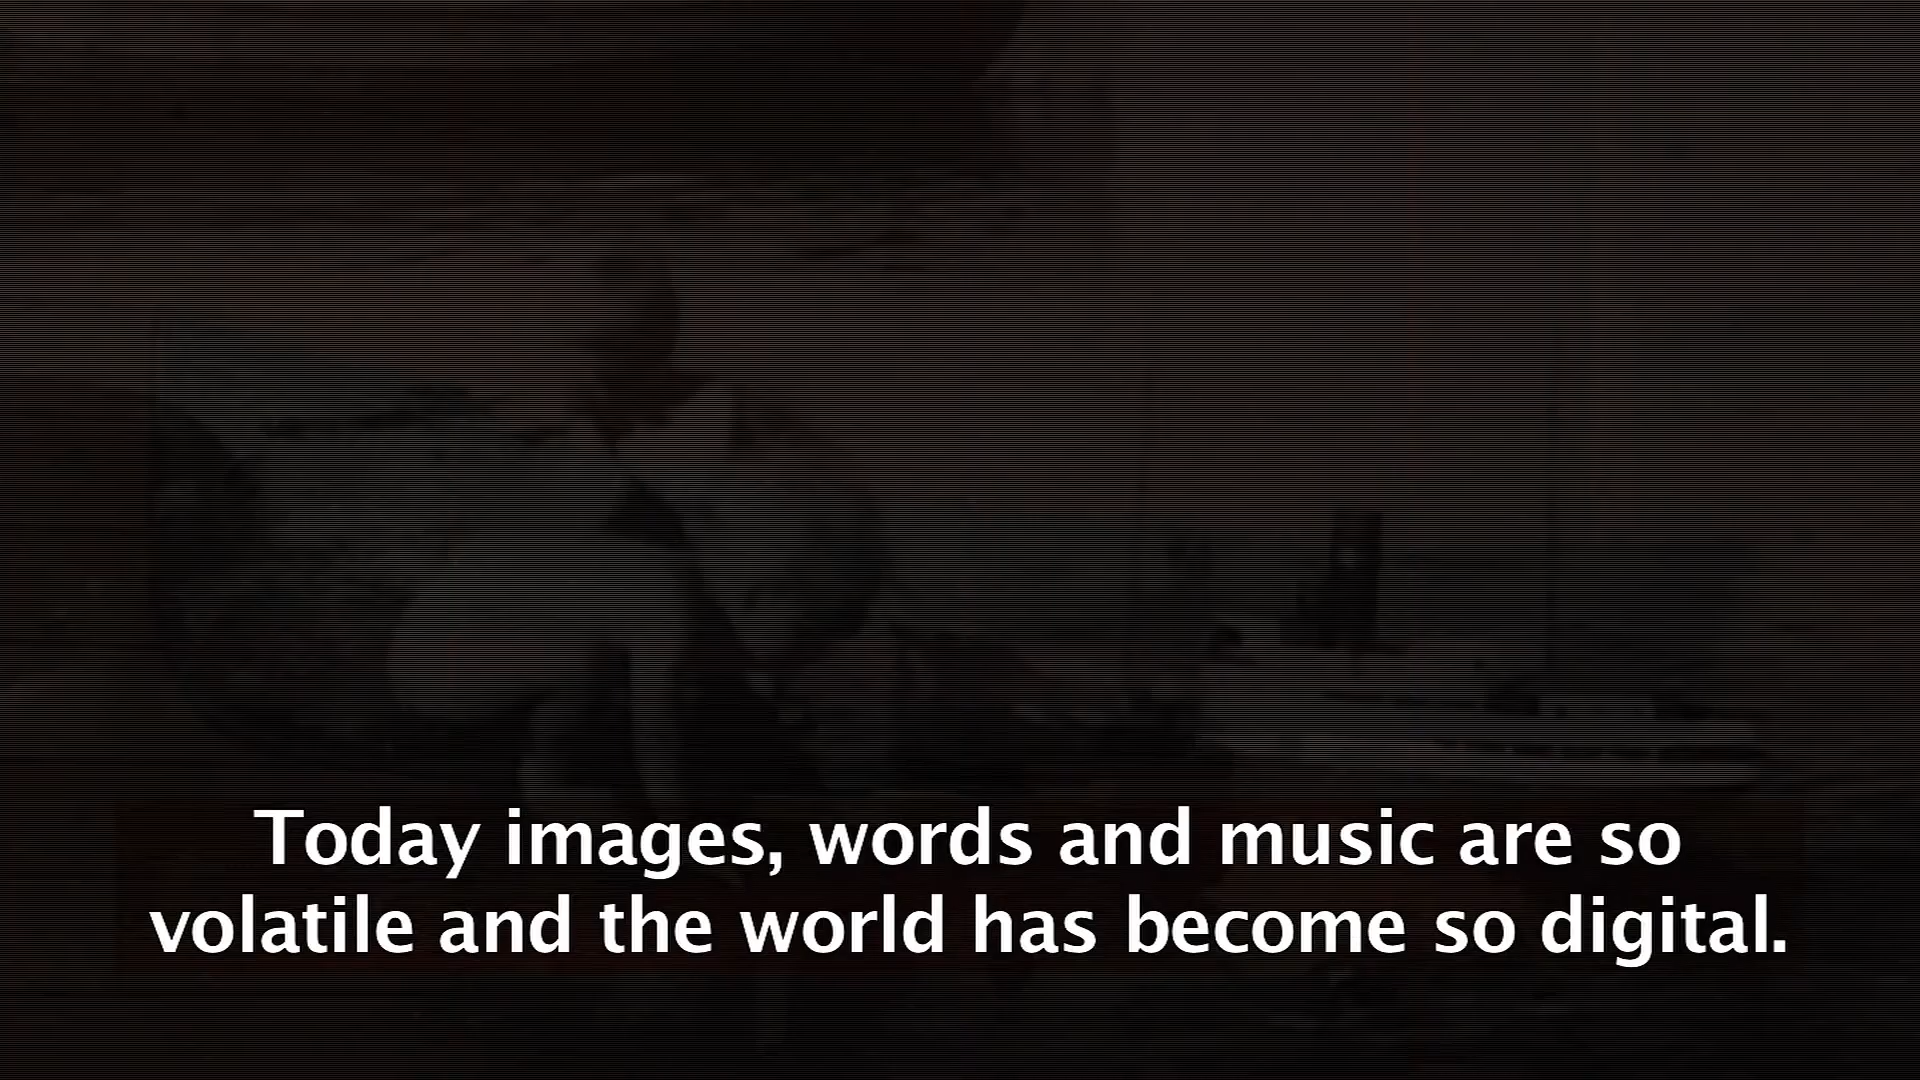 Today images, words and music are so
volatile and the world has become so digital.